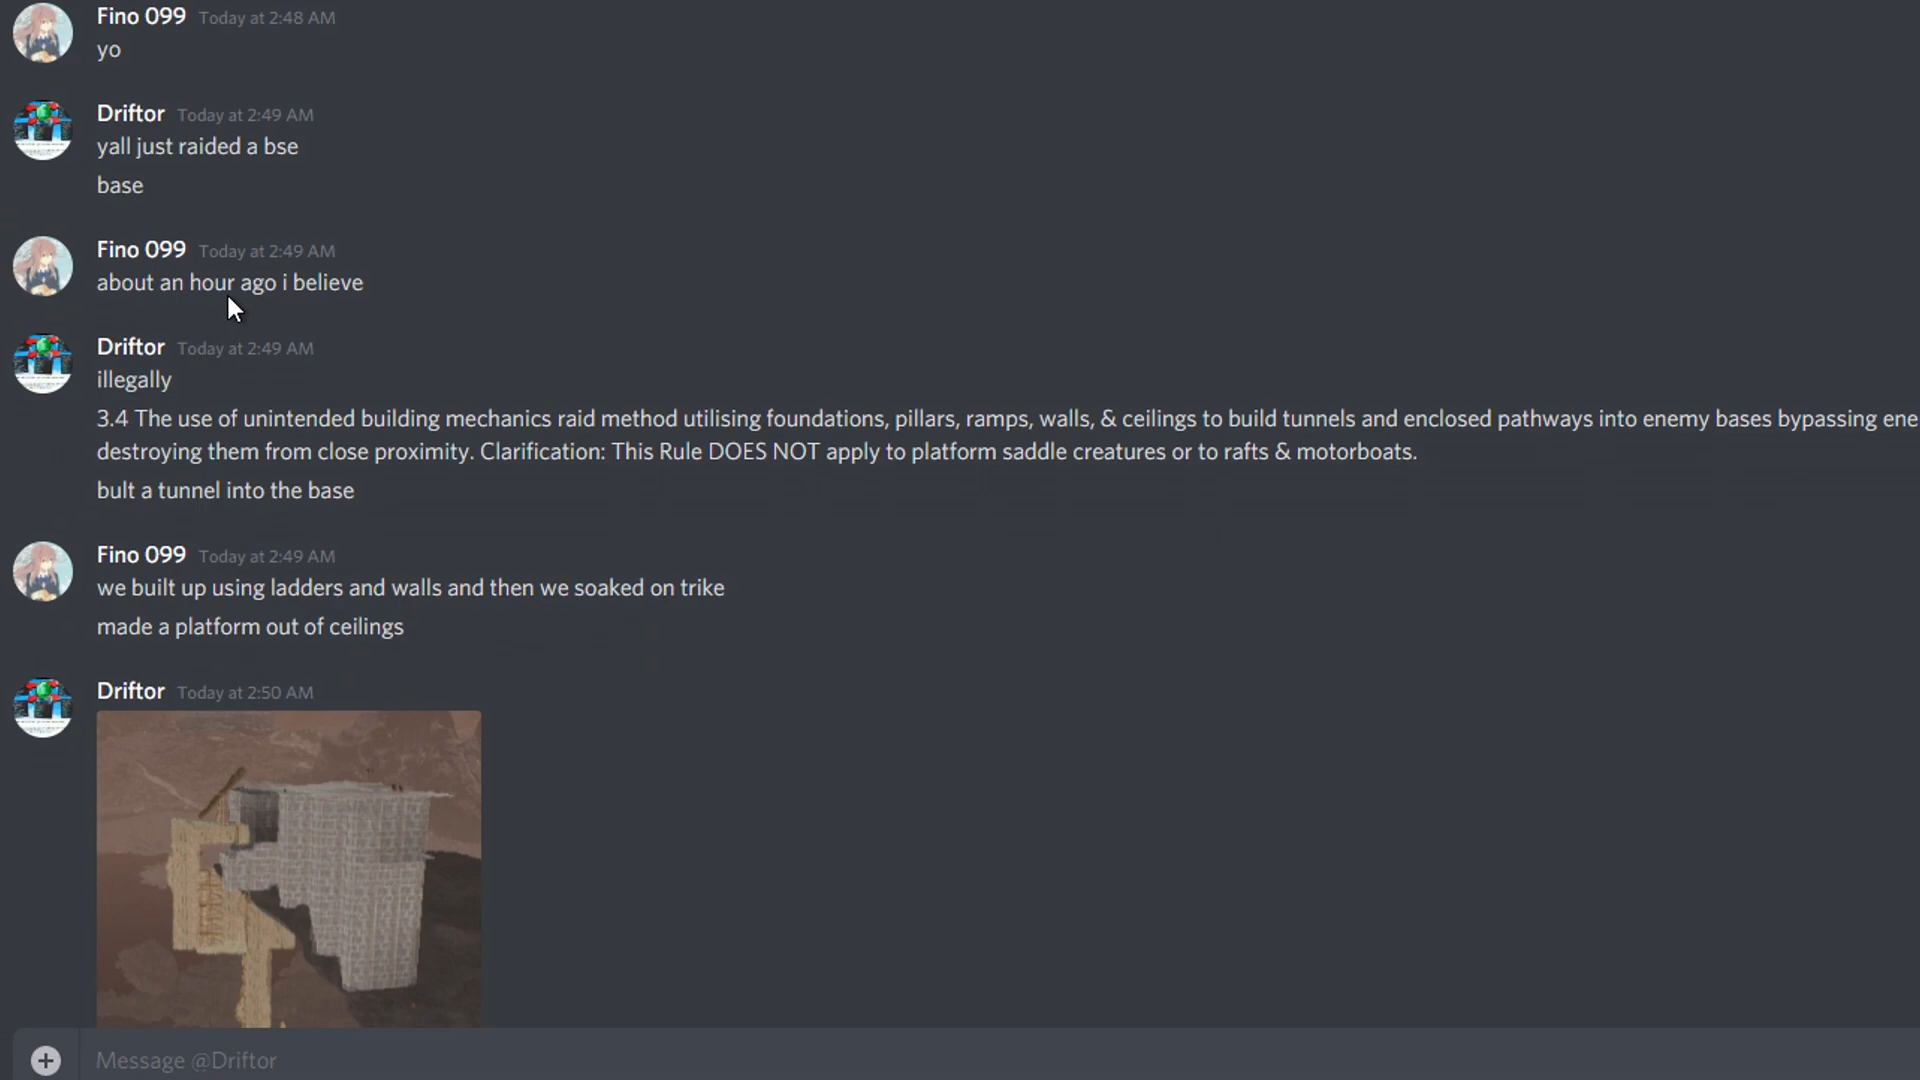 Fino 099 Today at 2:48 AM
yo
Driftor Today at 2:49 AM
yall just raided a bse
base
Fino 099 Today at 2:49 AM
about an hour ago i believe
Driftor Today at 2:49 AM
illegally
3.4 The use of unintended building mechanics raid method utilising foundations, pillars, ramps, walls, & ceilings to build tunnels and enclosed pathways into enemy bases bypassing ene
destroying them from close proximity. Clarification: This Rule DOES NOT apply to platform saddle creatures or to rafts & motorboats.
bult a tunnel into the base
Fino 099 Today at 2:49 AM
we built up using ladders and walls and then we soaked on trike
made a platform out of ceilings
Driftor Today at 2:50 AM
Message @Driftor